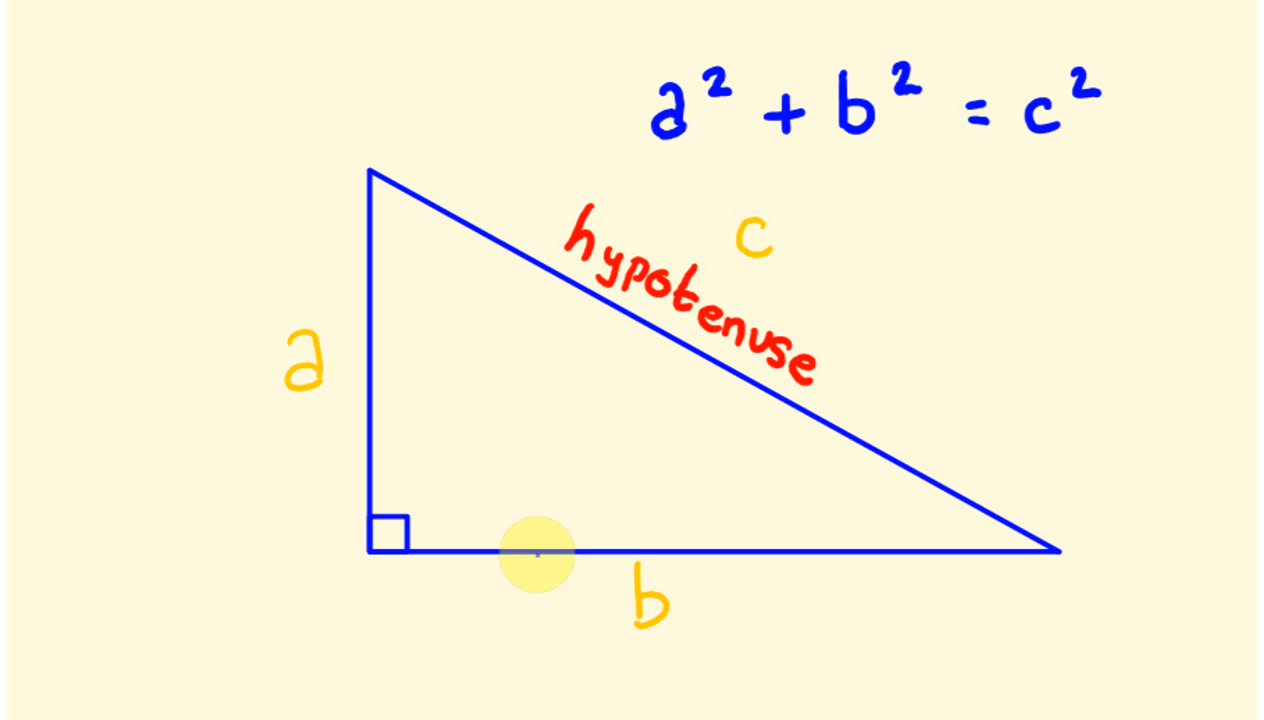 a² + b² = c²
c
hypotenuse
a
b